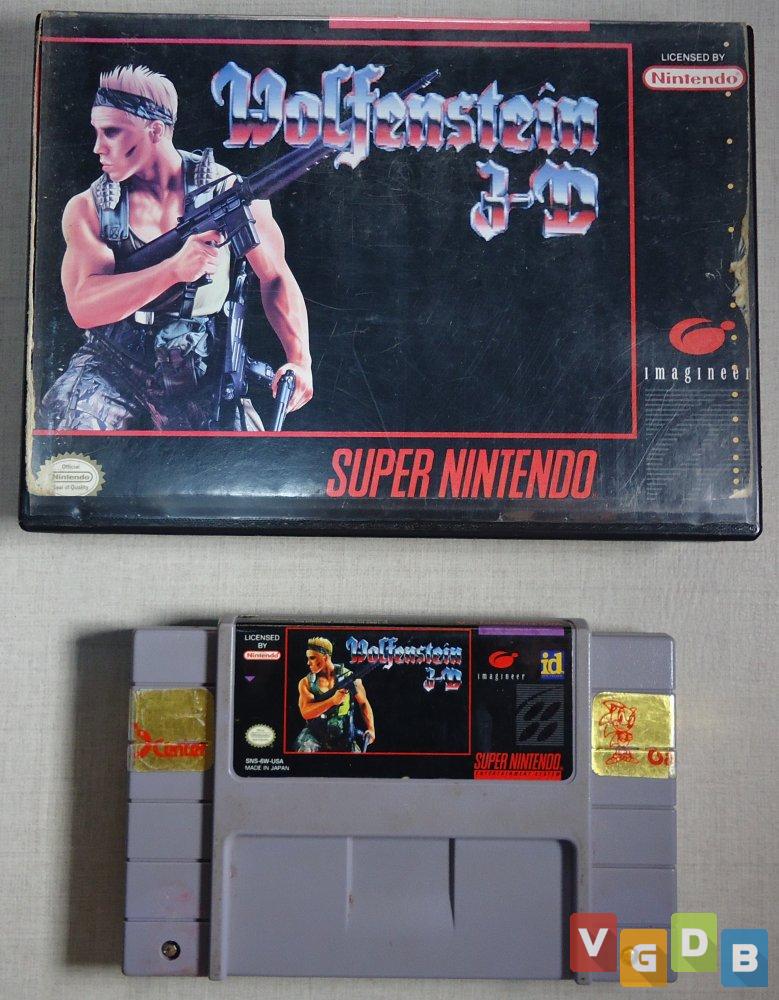 Wolfenstein
3-D
LICENSED BY
Nintendo
imagineer
Official
Nintendo
Seal of Quality
SUPER NINTENDO
LICENSED
BY
Nintendo
Wolfenstein
3-D
imagineer
id
SNS-6W-USA
MADE IN JAPAN
SUPER NINTENDO
ENTERTAINMENT SYSTEM
VGDB